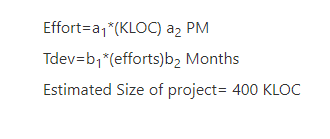 Effort=a₁*(KLOC) a₂ PM
Tdev=b₁*(efforts)b₂ Months
Estimated Size of project= 400 KLOC